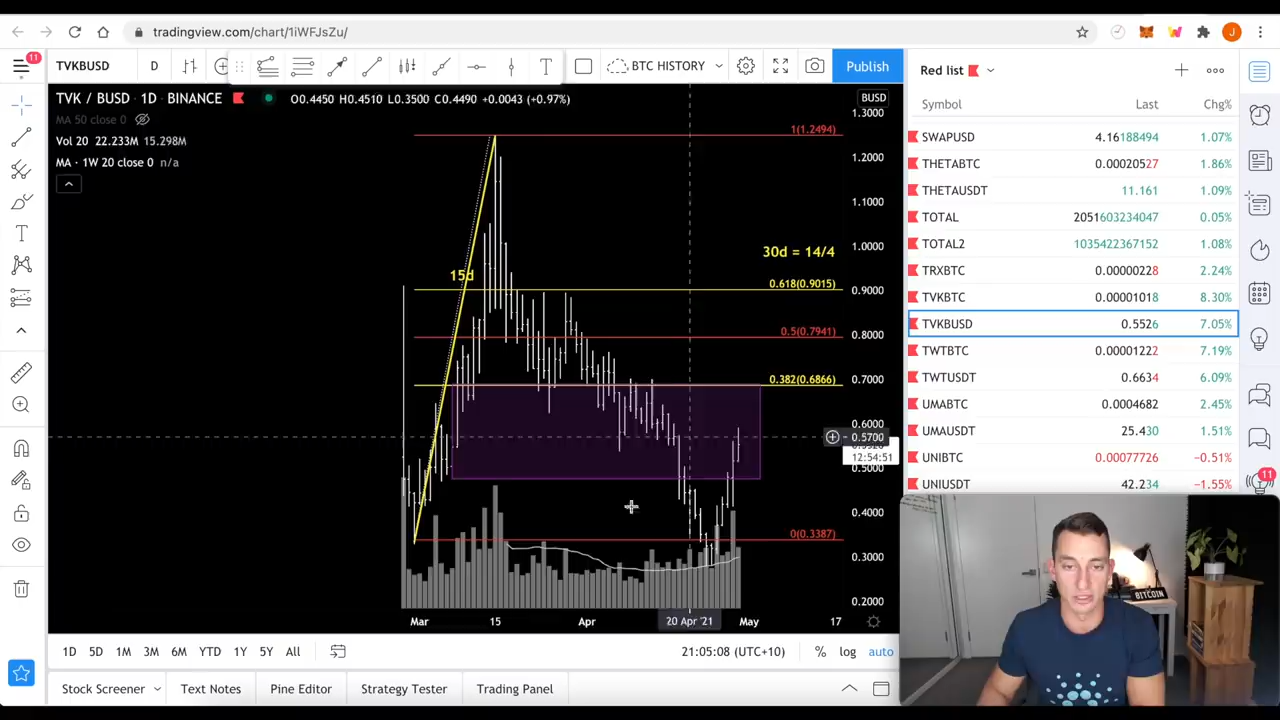 tradingview.com/chart/1iWFJsZu/
J
11
TVKBUSD
D
BTC HISTORY
Publish
TVK / BUSD · 1D · BINANCE
O0.4450 H0.4510 L0.3500 C0.4490 +0.0043 (+0.97%)
MA 50 close 0
Vol 20 22.233M 15.298M
MA · 1W 20 close 0 n/a
BUSD
1.3000
1.2000
1.1000
1.0000
0.9000
0.8000
0.7000
0.6000
0.5700
12:54:51
0.5000
0.4000
0.3000
0.2000
1(1.2494)
30d = 14/4
15d
0.618(0.9015)
0.5(0.7941)
0.382(0.6866)
0(0.3387)
Mar
15
Apr
20 Apr '21
May
17
1D 5D 1M 3M 6M YTD 1Y 5Y All
21:05:08 (UTC+10)
% log auto
Stock Screener
Text Notes
Pine Editor
Strategy Tester
Trading Panel
Red list
Symbol Last Chg%
SWAPUSD 4.16188494 1.07%
THETABTC 0.00020527 1.86%
THETAUSDT 11.161 1.09%
TOTAL 2051603234047 0.05%
TOTAL2 1035422367152 1.08%
TRXBTC 0.00000228 2.24%
TVKBTC 0.00001018 8.30%
TVKBUSD 0.5526 7.05%
TWTBTC 0.00001222 7.19%
TWTUSDT 0.6634 6.09%
UMABTC 0.0004682 2.45%
UMAUSDT 25.430 1.51%
UNIBTC 0.00077726 −0.51%
UNIUSDT 42.234 −1.55%
11
BITCOIN